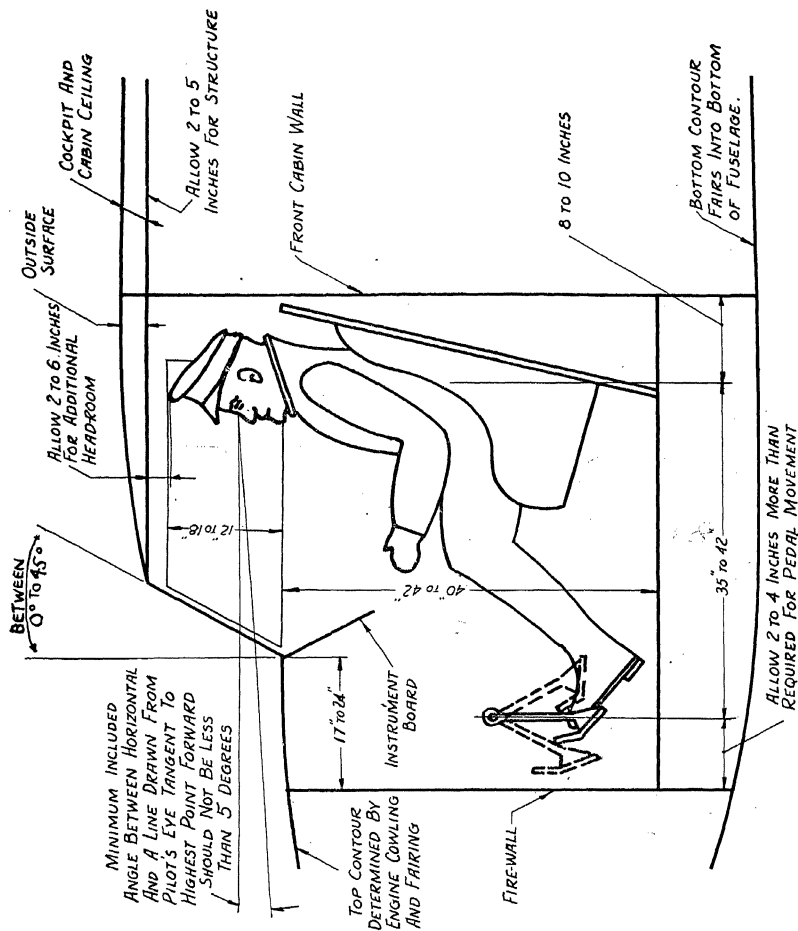 MINIMUM INCLUDED
ANGLE BETWEEN HORIZONTAL
AND A LINE DRAWN FROM
PILOT'S EYE TANGENT TO
HIGHEST POINT FORWARD
SHOULD NOT BE LESS
THAN 5 DEGREES
BETWEEN
0° TO 45°
ALLOW 2 TO 6 INCHES
FOR ADDITIONAL
HEAD-ROOM
OUTSIDE
SURFACE
COCKPIT AND
CABIN CEILING
ALLOW 2 TO 5
INCHES FOR STRUCTURE
12" TO 18"
TOP CONTOUR
DETERMINED BY
ENGINE COWLING
AND FAIRING
17" TO 24"
INSTRUMENT
BOARD
40" TO 42"
FRONT CABIN WALL
FIRE-WALL
35" TO 42"
8 TO 10 INCHES
ALLOW 2 TO 4 INCHES MORE THAN
REQUIRED FOR PEDAL MOVEMENT
BOTTOM CONTOUR
FAIRS INTO BOTTOM
OF FUSELAGE.